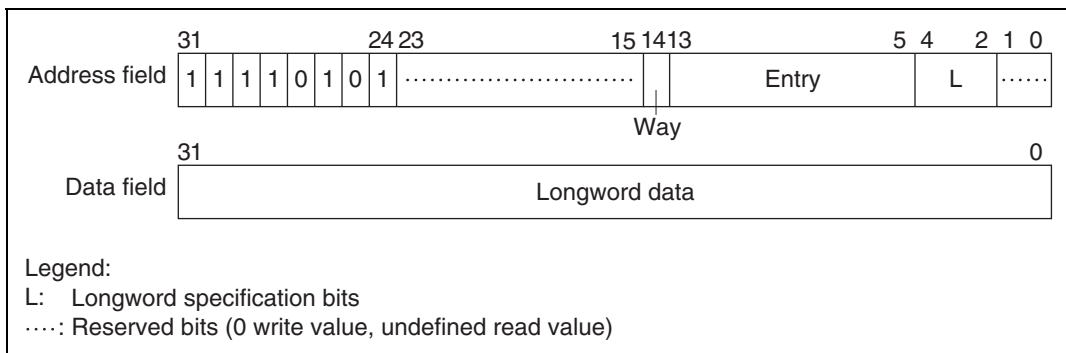 31 24 23 15 14 13 5 4 2 1 0
Address field 1 1 1 1 0 1 0 1 ............................ Entry L ......
Way
31 0
Data field Longword data
Legend:
L: Longword specification bits
....: Reserved bits (0 write value, undefined read value)